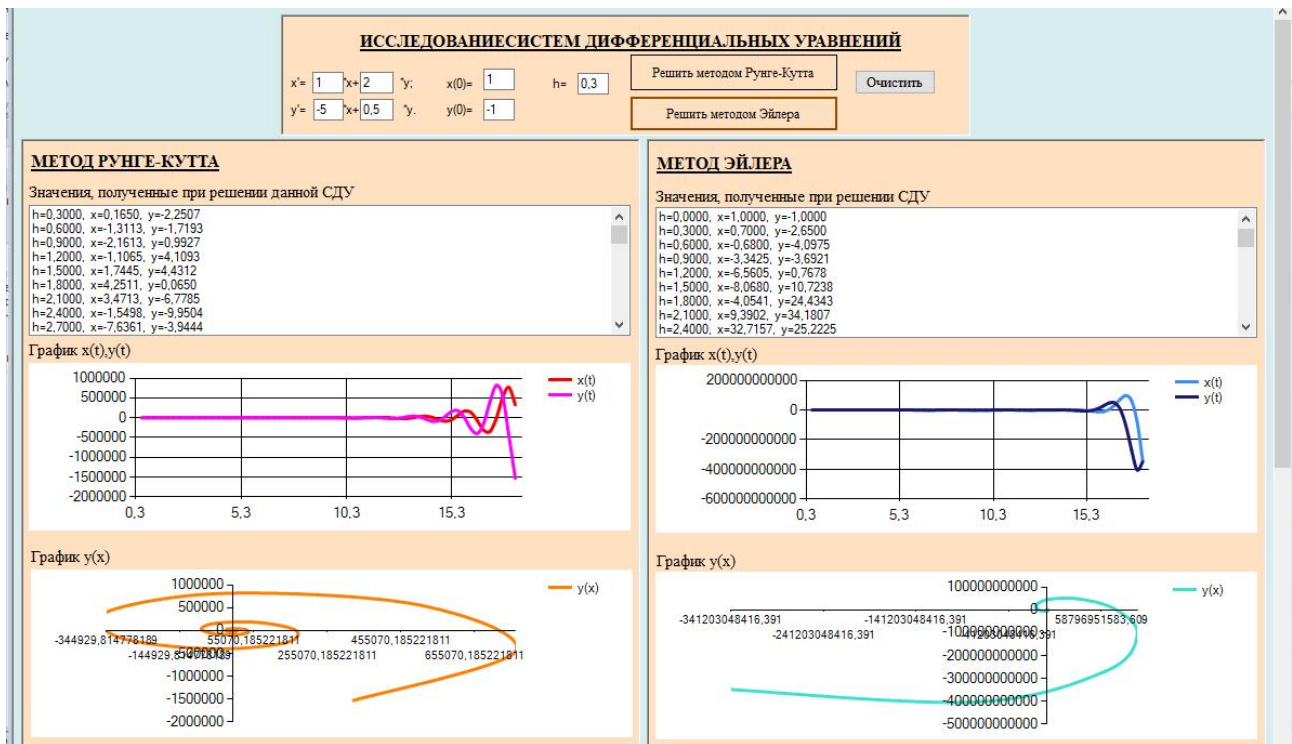 ИССЛЕДОВАНИЕСИСТЕМ ДИФФЕРЕНЦИАЛЬНЫХ УРАВНЕНИЙ
x'= 1 *x+ 2 *y; x(0)= 1 h= 0,3 Решить методом Рунге-Кутта Очистить
y'= -5 *x+ 0,5 *y. y(0)= -1 Решить методом Эйлера
МЕТОД РУНГЕ-КУТТА
Значения, полученные при решении данной СДУ
h=0,3000, x=0,1650, y=-2,2507
h=0,6000, x=-1,3113, y=-1,7193
h=0,9000, x=-2,1613, y=0,9927
h=1,2000, x=-1,1065, y=4,1093
h=1,5000, x=1,7445, y=4,4312
h=1,8000, x=4,2511, y=0,0650
h=2,1000, x=3,4713, y=-6,7785
h=2,4000, x=-1,5498, y=-9,9504
h=2,7000, x=-7,6361, y=-3,9444
График x(t),y(t)
1000000
500000
0
-500000
-1000000
-1500000
-2000000
0,3 5,3 10,3 15,3
x(t)
y(t)
График y(x)
1000000
500000
0
-500000
-1000000
-1500000
-2000000
-344929,814778189 55070,185221811 455070,185221811
-144929,814778189 255070,185221811 655070,185221811
y(x)
МЕТОД ЭЙЛЕРА
Значения, полученные при решении СДУ
h=0,0000, x=1,0000, y=-1,0000
h=0,3000, x=0,7000, y=-2,6500
h=0,6000, x=-0,6800, y=-4,0975
h=0,9000, x=-3,3425, y=-3,6921
h=1,2000, x=-6,5605, y=0,7678
h=1,5000, x=-8,0680, y=10,7238
h=1,8000, x=-4,0541, y=24,4343
h=2,1000, x=9,3902, y=34,1807
h=2,4000, x=32,7157, y=25,2225
График x(t),y(t)
200000000000
0
-200000000000
-400000000000
-600000000000
0,3 5,3 10,3 15,3
x(t)
y(t)
График y(x)
100000000000
0
-100000000000
-200000000000
-300000000000
-400000000000
-500000000000
-341203048416,391 -141203048416,391 58796951583,609
-241203048416,391 -41203048416,391
y(x)